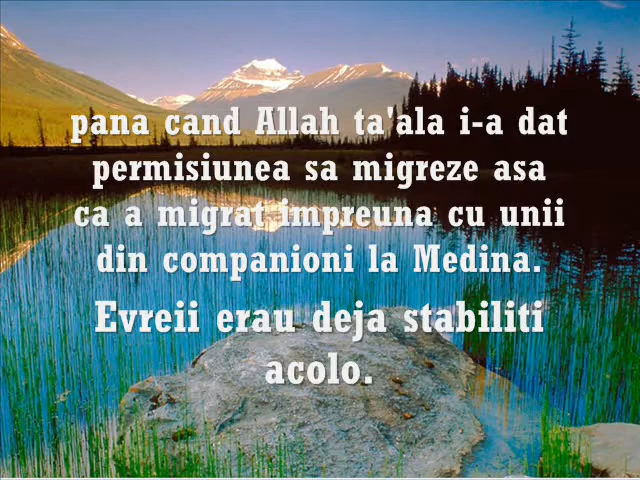 pana cand Allah ta'ala i-a dat
permisiunea sa migreze asa
ca a migrat impreuna cu unii
din companioni la Medina.
Evreii erau deja stabiliti
acolo.